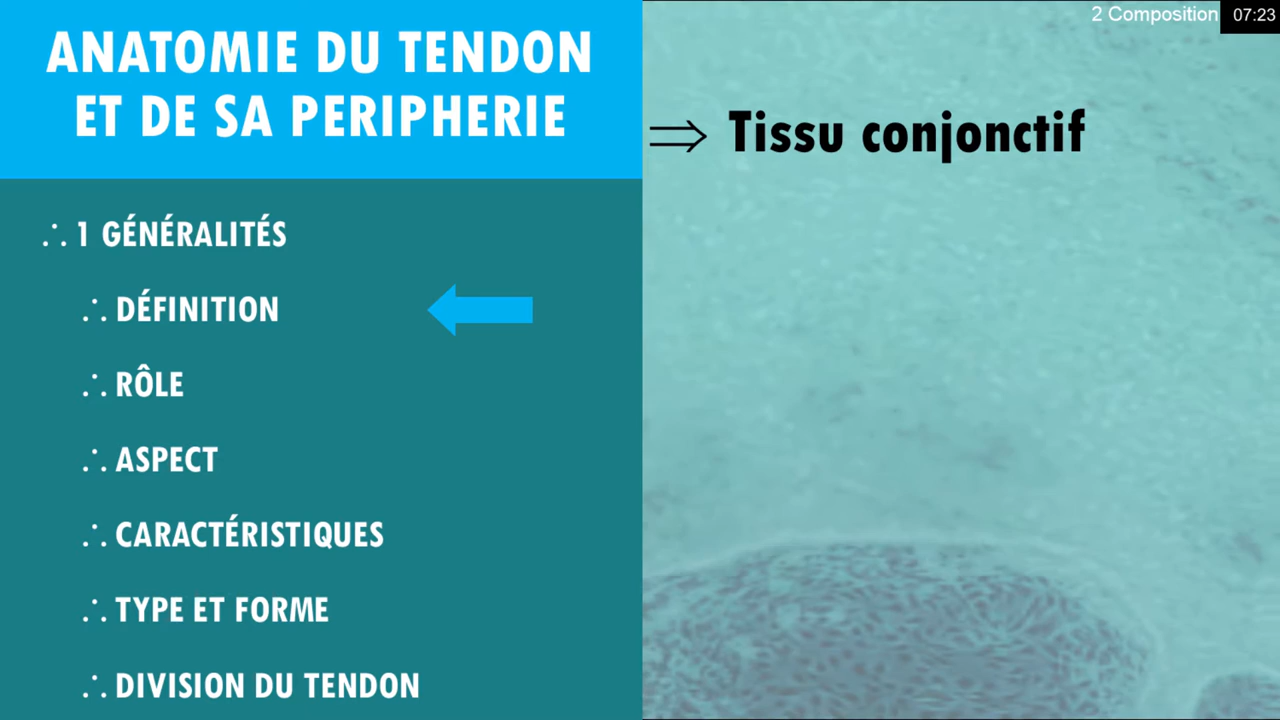 ANATOMIE DU TENDON
ET DE SA PERIPHERIE
∴ 1 GÉNÉRALITÉS
∴ DÉFINITION
∴ RÔLE
∴ ASPECT
∴ CARACTÉRISTIQUES
∴ TYPE ET FORME
∴ DIVISION DU TENDON
2 Composition 07:23
⇒ Tissu conjonctif